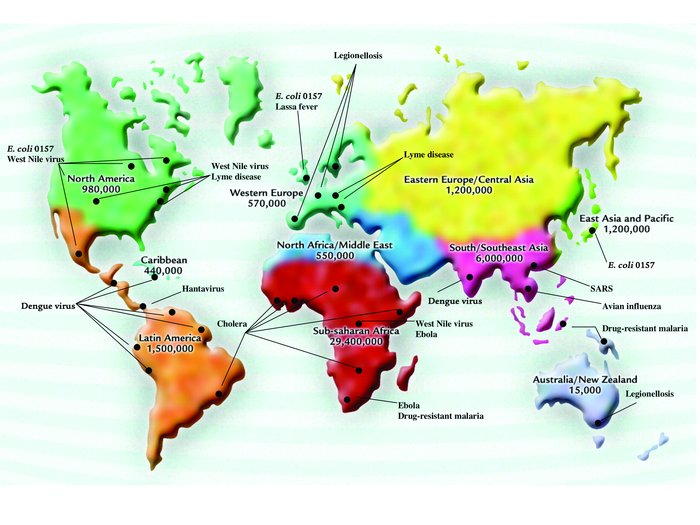 Legionellosis
E. coli 0157
Lassa fever
E. coli 0157
West Nile virus
West Nile virus
Lyme disease
Lyme disease
North America
980,000
Western Europe
570,000
Eastern Europe/Central Asia
1,200,000
East Asia and Pacific
1,200,000
North Africa/Middle East
550,000
South/Southeast Asia
6,000,000
Caribbean
440,000
E. coli 0157
Hantavirus
SARS
Dengue virus
Dengue virus
Avian influenza
Cholera
West Nile virus
Ebola
Sub-saharan Africa
29,400,000
Drug-resistant malaria
Latin America
1,500,000
Australia/New Zealand
15,000
Legionellosis
Ebola
Drug-resistant malaria